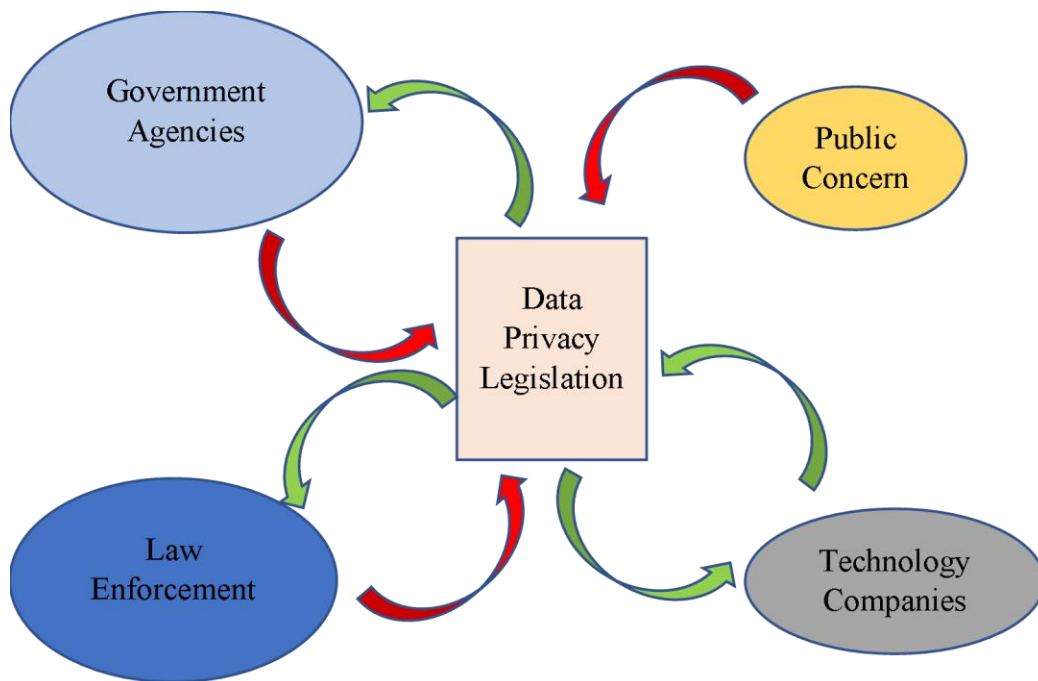 Government
Agencies
Public
Concern
Data
Privacy
Legislation
Law
Enforcement
Technology
Companies